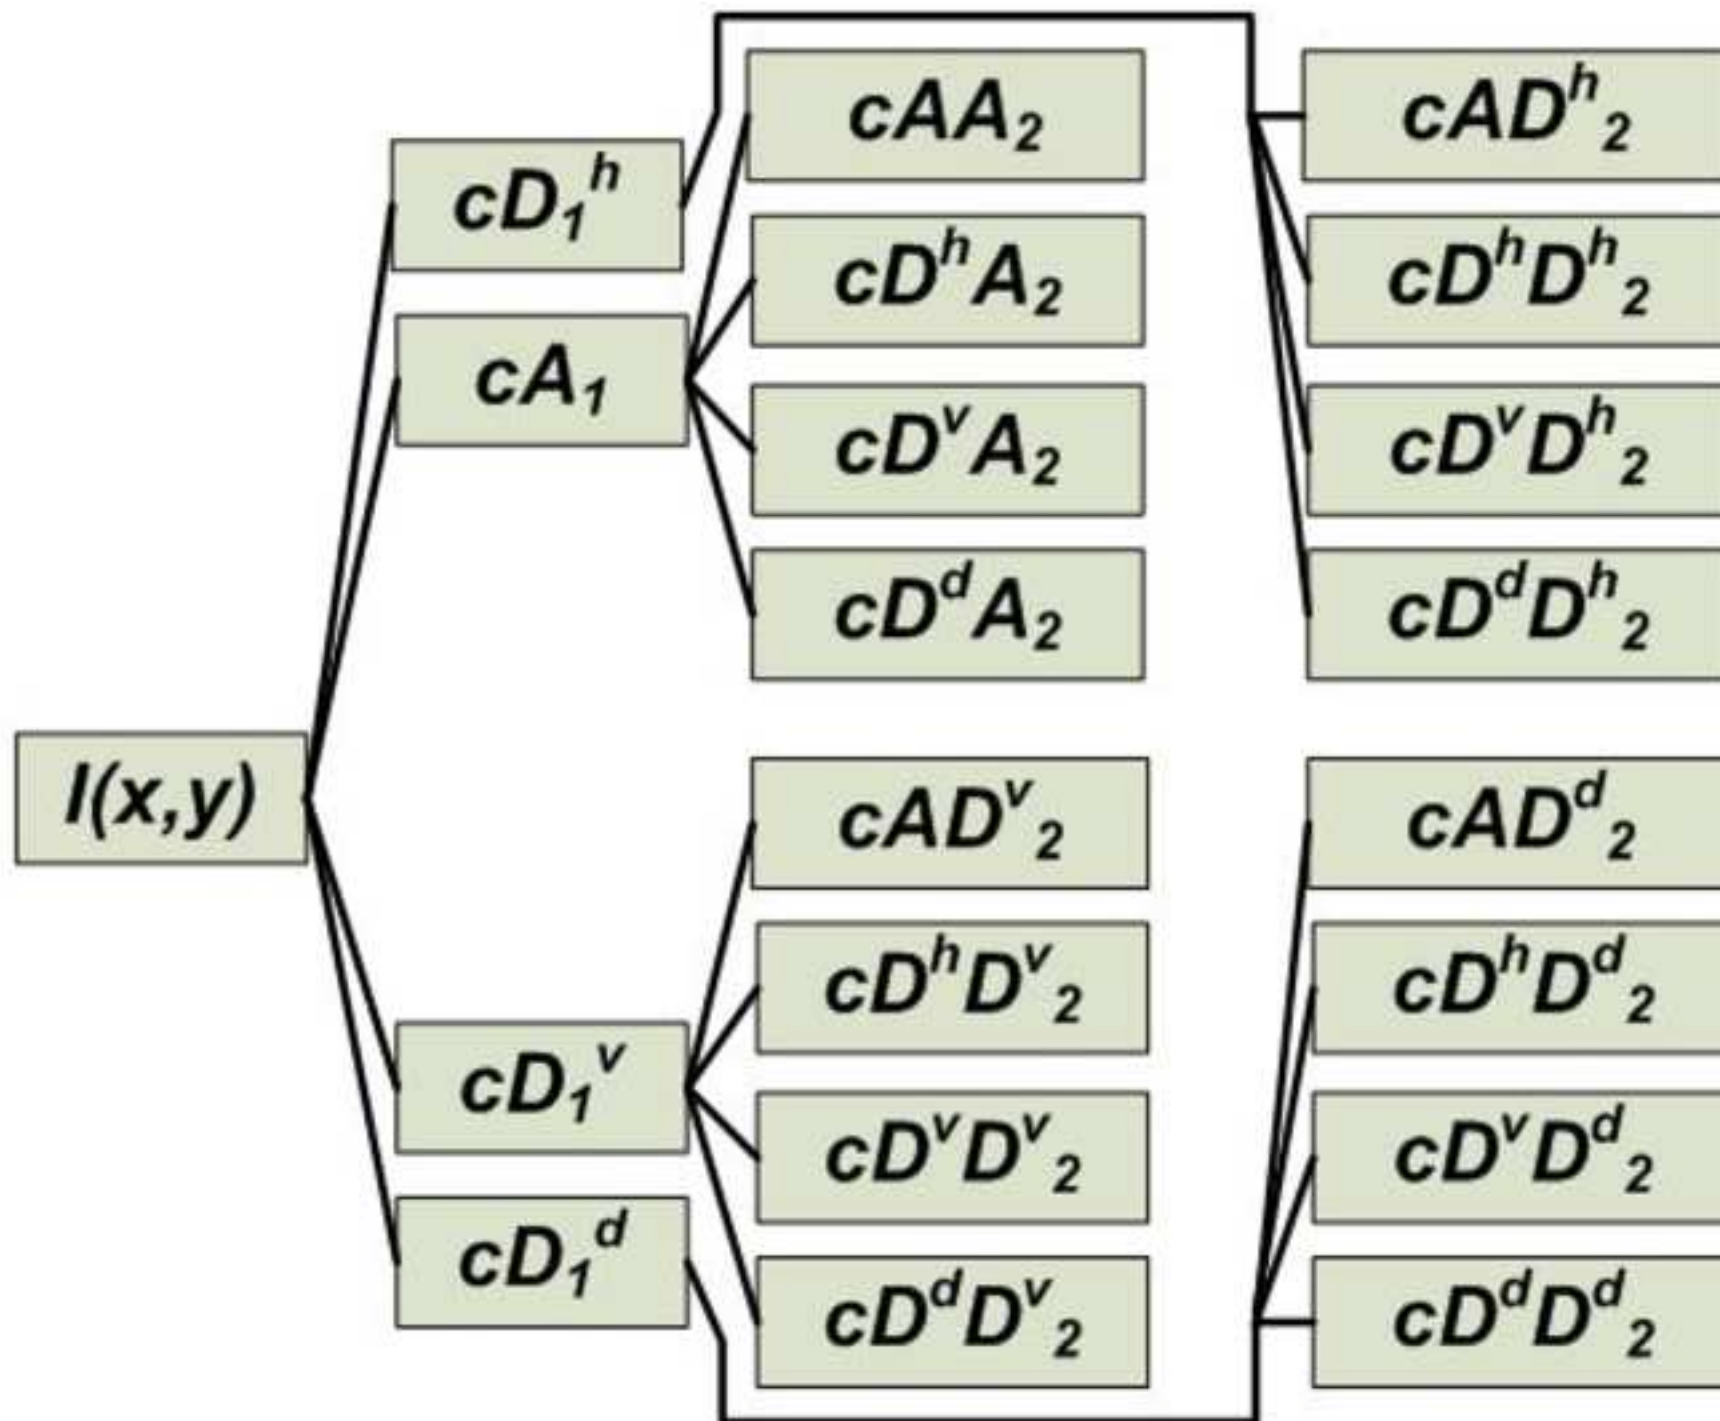 cAA₂
cADʰ₂
cD₁ʰ
cDʰA₂
cDʰDʰ₂
cA₁
cDᵛA₂
cDᵛDʰ₂
cDᵈA₂
cDᵈDʰ₂
I(x,y)
cADᵛ₂
cADᵈ₂
cDʰDᵛ₂
cDʰDᵈ₂
cD₁ᵛ
cDᵛDᵛ₂
cDᵛDᵈ₂
cD₁ᵈ
cDᵈDᵛ₂
cDᵈDᵈ₂